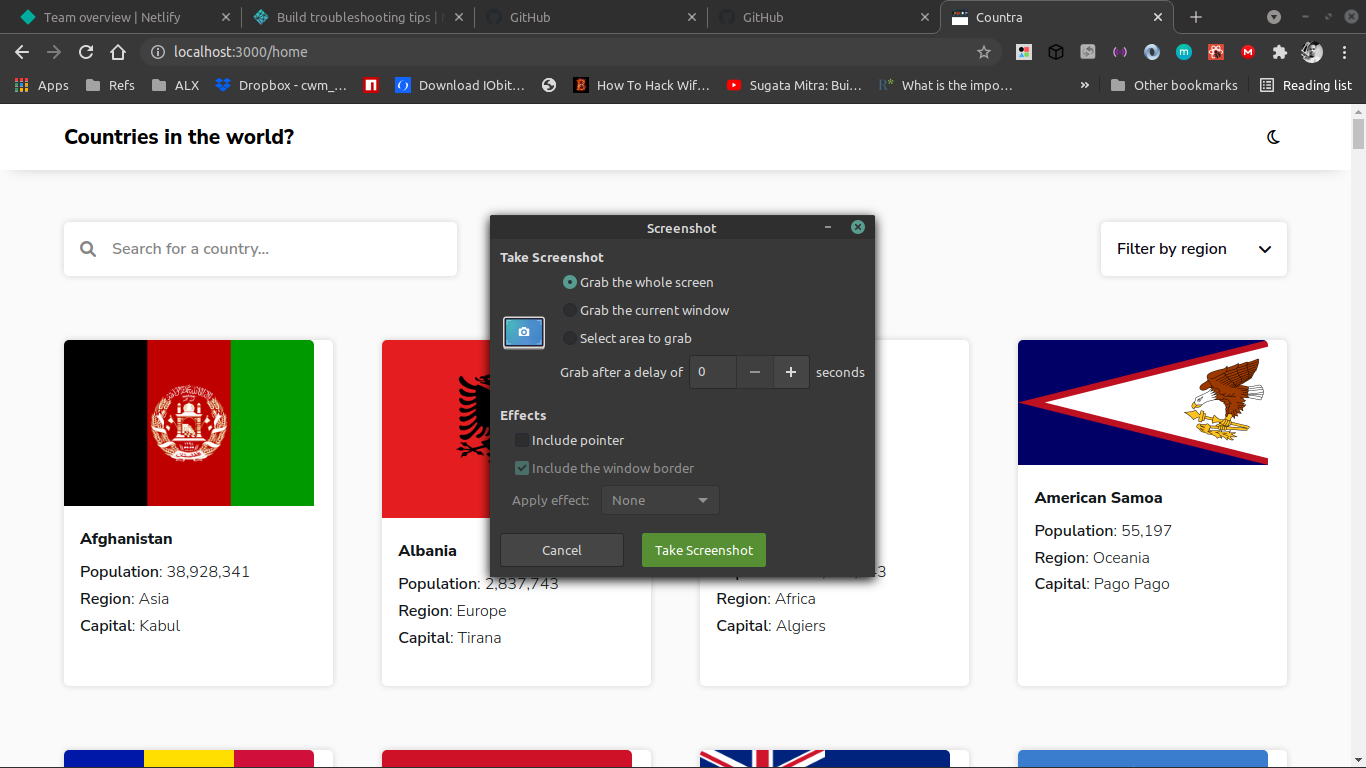 Team overview | Netlify
Build troubleshooting tips |
GitHub
GitHub
Countra
localhost:3000/home
Apps
Refs
ALX
Dropbox - cwm_…
Download IObit…
How To Hack Wif…
Sugata Mitra: Bui…
R*
What is the impo…
»
Other bookmarks
Reading list
Countries in the world?
Search for a country...
Filter by region
Screenshot
Take Screenshot
Grab the whole screen
Grab the current window
Select area to grab
Grab after a delay of 0 − + seconds
Effects
Include pointer
Include the window border
Apply effect: None
Cancel
Take Screenshot
Afghanistan
Population: 38,928,341
Region: Asia
Capital: Kabul
Albania
Population: 2,837,743
Region: Europe
Capital: Tirana
Region: Africa
Capital: Algiers
American Samoa
Population: 55,197
Region: Oceania
Capital: Pago Pago